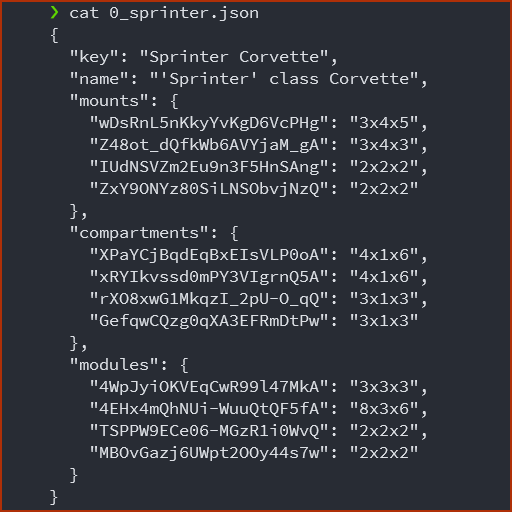 ❯ cat 0_sprinter.json
{
  "key": "Sprinter Corvette",
  "name": "'Sprinter' class Corvette",
  "mounts": {
    "wDsRnL5nKkyYvKgD6VcPHg": "3x4x5",
    "Z48ot_dQfkWb6AVYjaM_gA": "3x4x3",
    "IUdNSVZm2Eu9n3F5HnSAng": "2x2x2",
    "ZxY9ONYz80SiLNSObvjNzQ": "2x2x2"
  },
  "compartments": {
    "XPaYCjBqdEqBxEIsVLP0oA": "4x1x6",
    "xRYIkvssd0mPY3VIgrnQ5A": "4x1x6",
    "rXO8xwG1MkqzI_2pU-O_qQ": "3x1x3",
    "GefqwCQzg0qXA3EFRmDtPw": "3x1x3"
  },
  "modules": {
    "4WpJyiOKVEqCwR99l47MkA": "3x3x3",
    "4EHx4mQhNUi-WuuQtQF5fA": "8x3x6",
    "TSPPW9ECe06-MGzR1i0WvQ": "2x2x2",
    "MBOvGazj6UWpt2OOy44s7w": "2x2x2"
  }
}